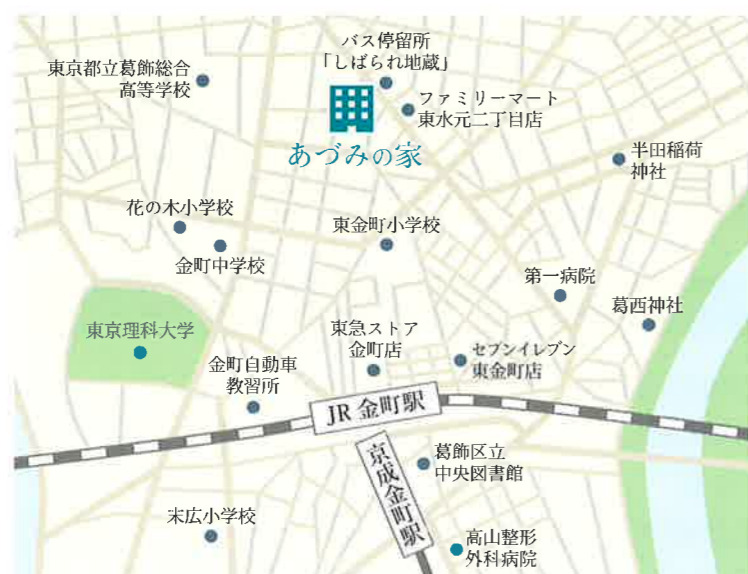 バス停留所
「しばられ地蔵」
東京都立葛飾総合
高等学校
ファミリーマート
東水元二丁目店
あづみの家
半田稲荷
神社
花の木小学校
東金町小学校
金町中学校
第一病院
葛西神社
東京理科大学
東急ストア
金町店
セブンイレブン
東金町店
金町自動車
教習所
JR 金町駅
京成金町駅
葛飾区立
中央図書館
末広小学校
高山整形
外科病院